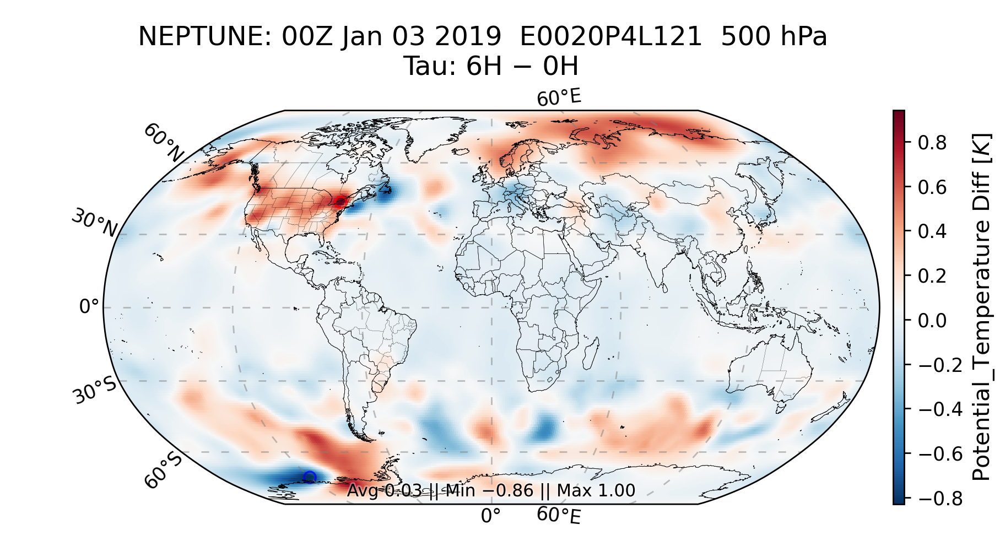 NEPTUNE: 00Z Jan 03 2019 E0020P4L121 500 hPa
Tau: 6H − 0H
60°E
60°N
30°N
0°
30°S
60°S
Avg 0.03 || Min −0.86 || Max 1.00
0° 60°E
0.8
0.6
0.4
0.2
0.0
−0.2
−0.4
−0.6
−0.8
Potential_Temperature Diff [K]